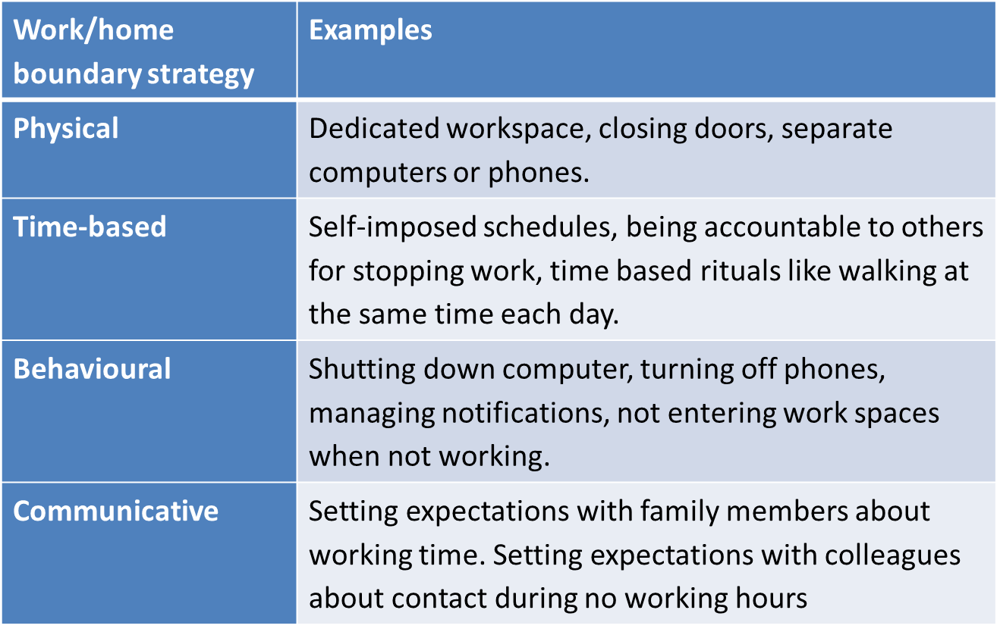 Work/home
boundary strategy
Examples
Physical
Dedicated workspace, closing doors, separate
computers or phones.
Time-based
Self-imposed schedules, being accountable to others
for stopping work, time based rituals like walking at
the same time each day.
Behavioural
Shutting down computer, turning off phones,
managing notifications, not entering work spaces
when not working.
Communicative
Setting expectations with family members about
working time. Setting expectations with colleagues
about contact during no working hours